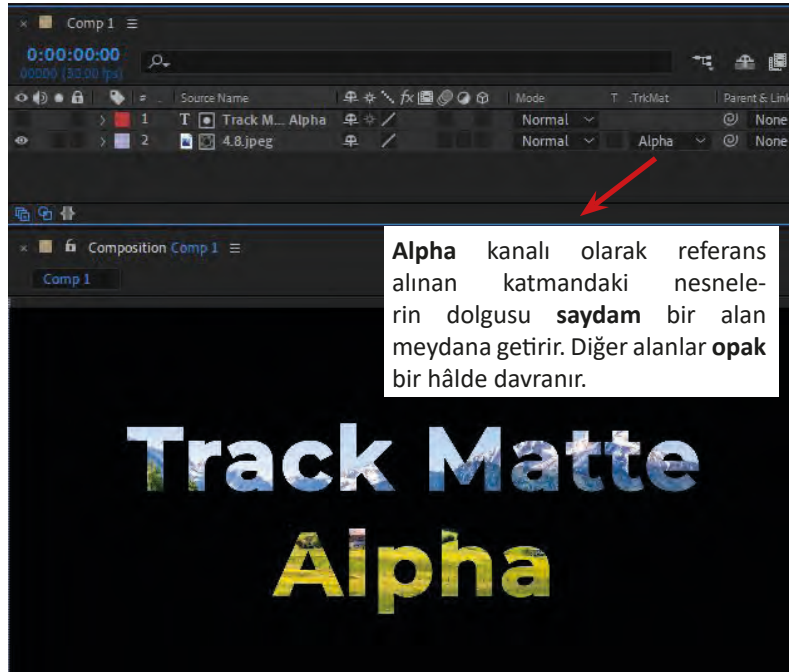 Comp 1
0:00:00:00
00000 (30.00 fps)
Source Name Mode T .TrkMat Parent & Link
1 T Track M... Alpha Normal None
2 4.8.jpeg Normal Alpha None
Composition Comp 1
Comp 1
Alpha kanalı olarak referans
alınan katmandaki nesnele-
rin dolgusu saydam bir alan
meydana getirir. Diğer alanlar opak
bir hâlde davranır.
Track Matte
Alpha